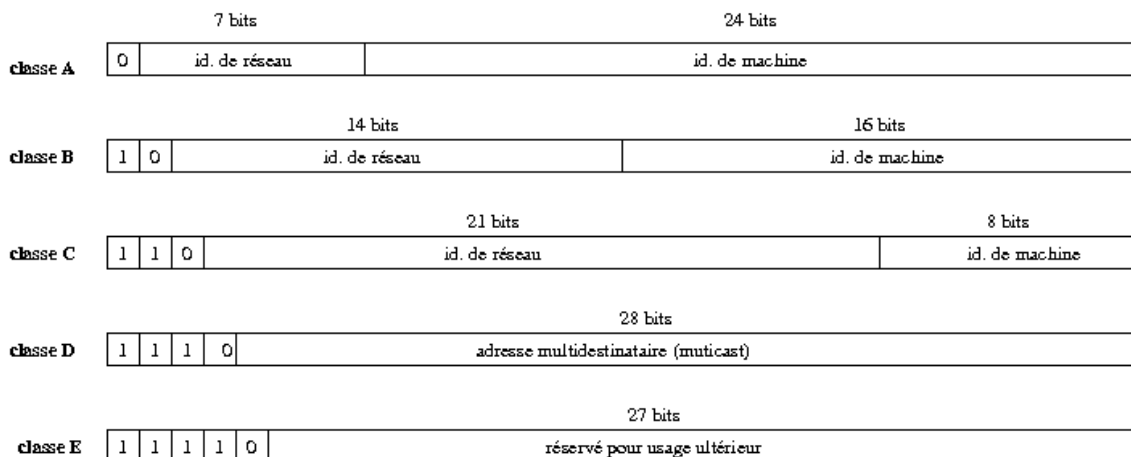 7 bits 24 bits
classe A 0 id. de réseau id. de machine
14 bits 16 bits
classe B 1 0 id. de réseau id. de machine
21 bits 8 bits
classe C 1 1 0 id. de réseau id. de machine
28 bits
classe D 1 1 1 0 adresse multidestinataire (muticast)
27 bits
classe E 1 1 1 1 0 réservé pour usage ultérieur